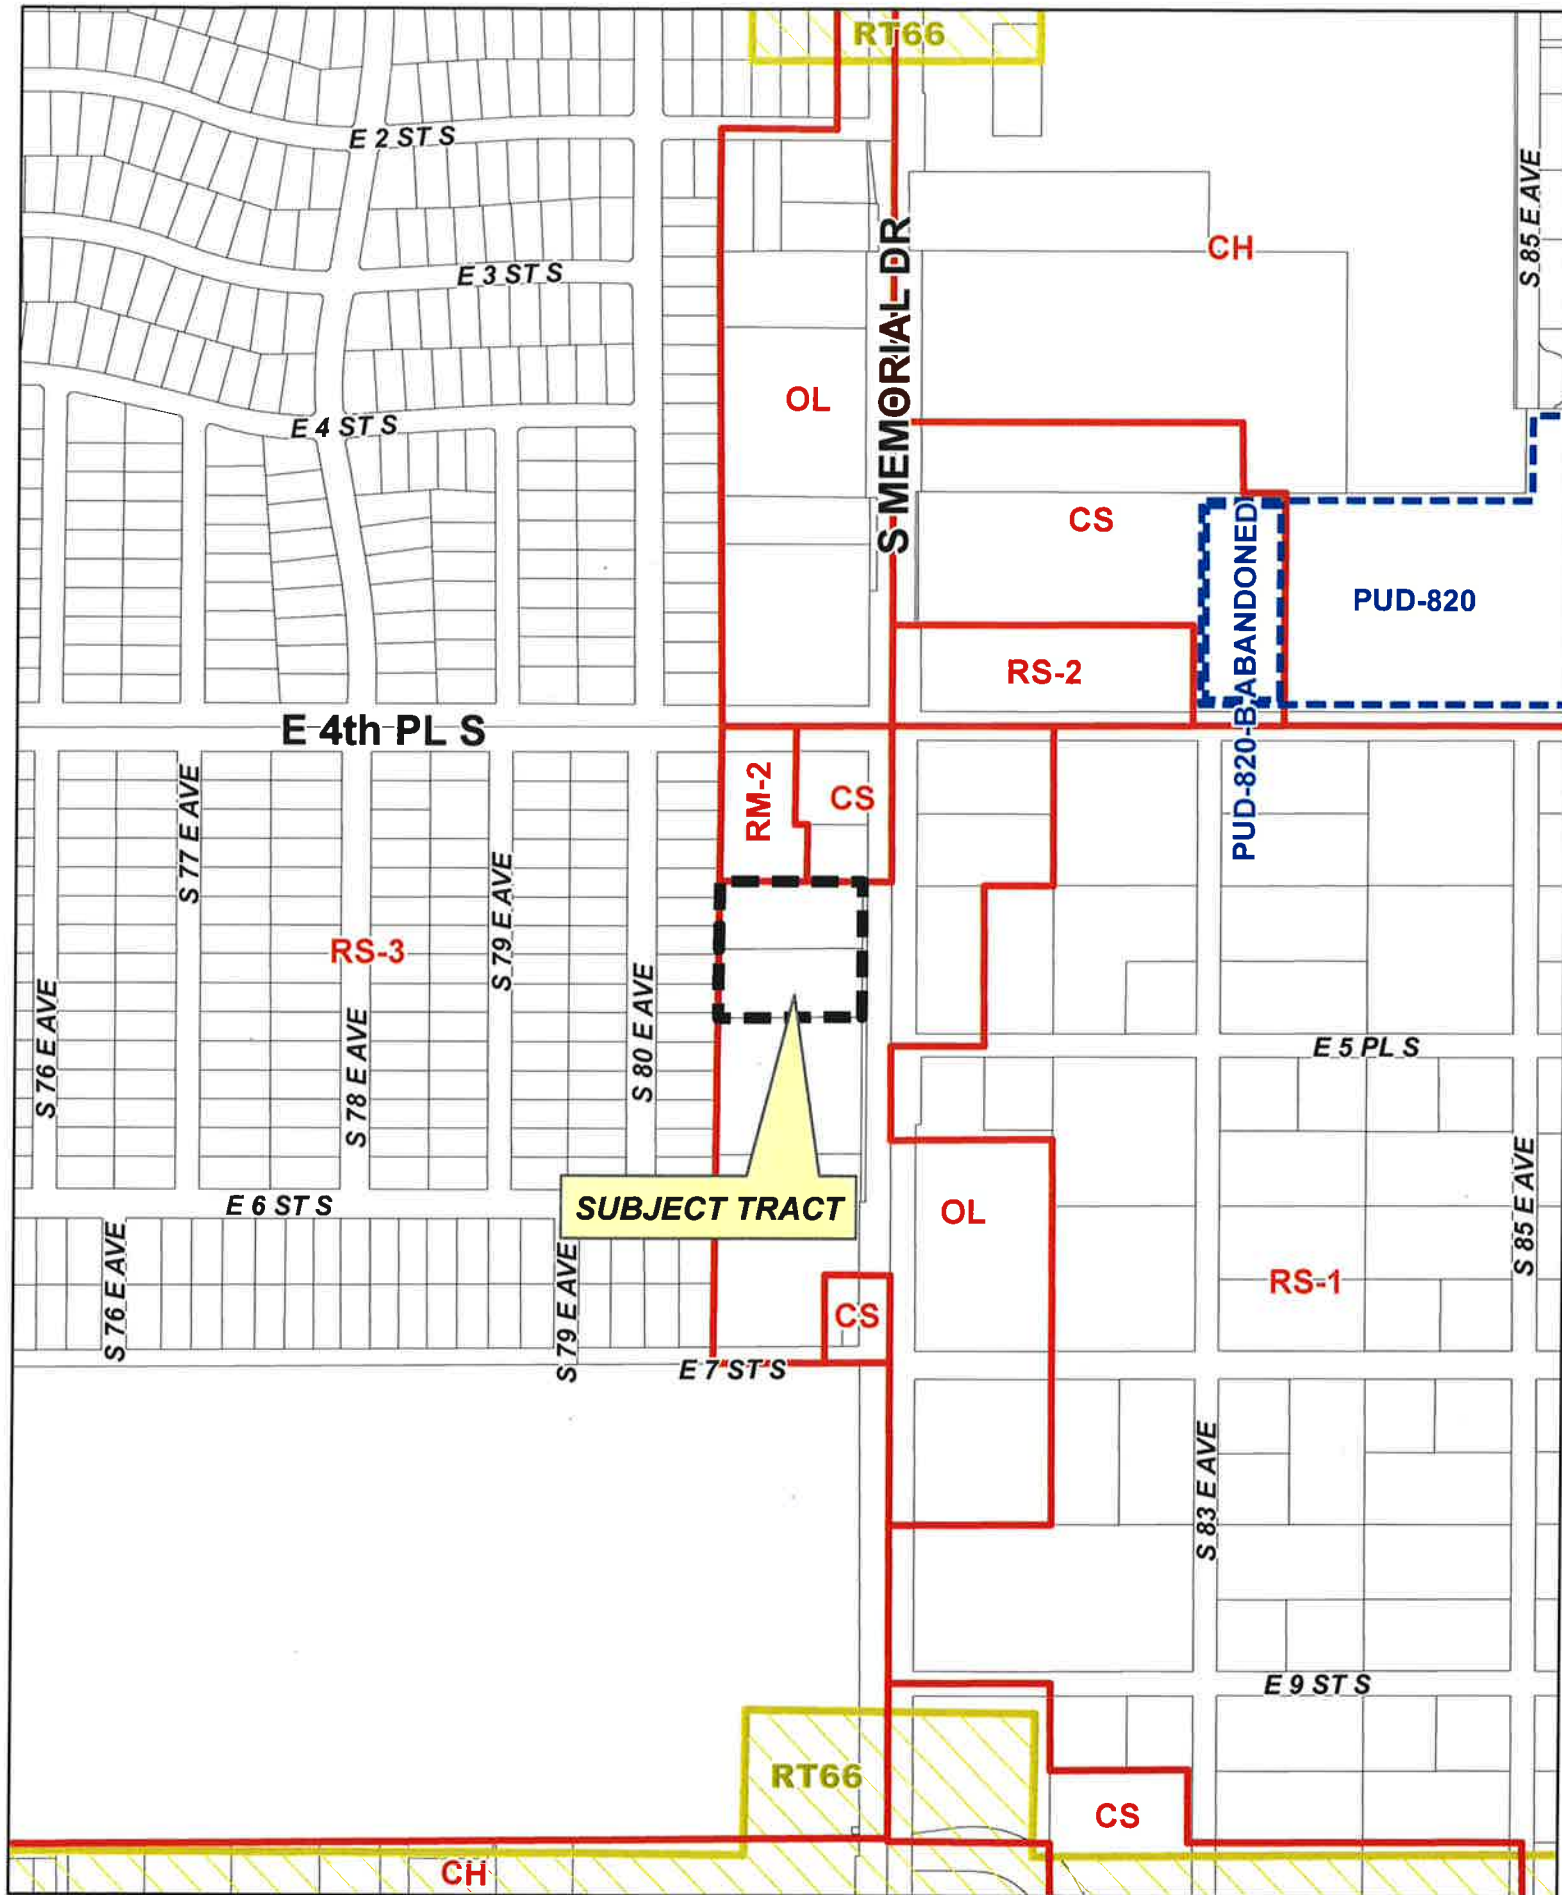 RT66
E 2 ST S
S 85 E AVE
CH
E 3 ST S
S MEMORIAL DR
OL
E 4 ST S
CS
PUD-820-B ABANDONED
PUD-820
RS-2
E 4th PL S
RM-2
CS
S 77 E AVE
S 79 E AVE
RS-3
S 80 E AVE
S 76 E AVE
S 78 E AVE
E 5 PL S
SUBJECT TRACT
E 6 ST S
OL
S 85 E AVE
S 76 E AVE
S 79 E AVE
RS-1
CS
E 7 ST S
S 83 E AVE
E 9 ST S
RT66
CS
CH